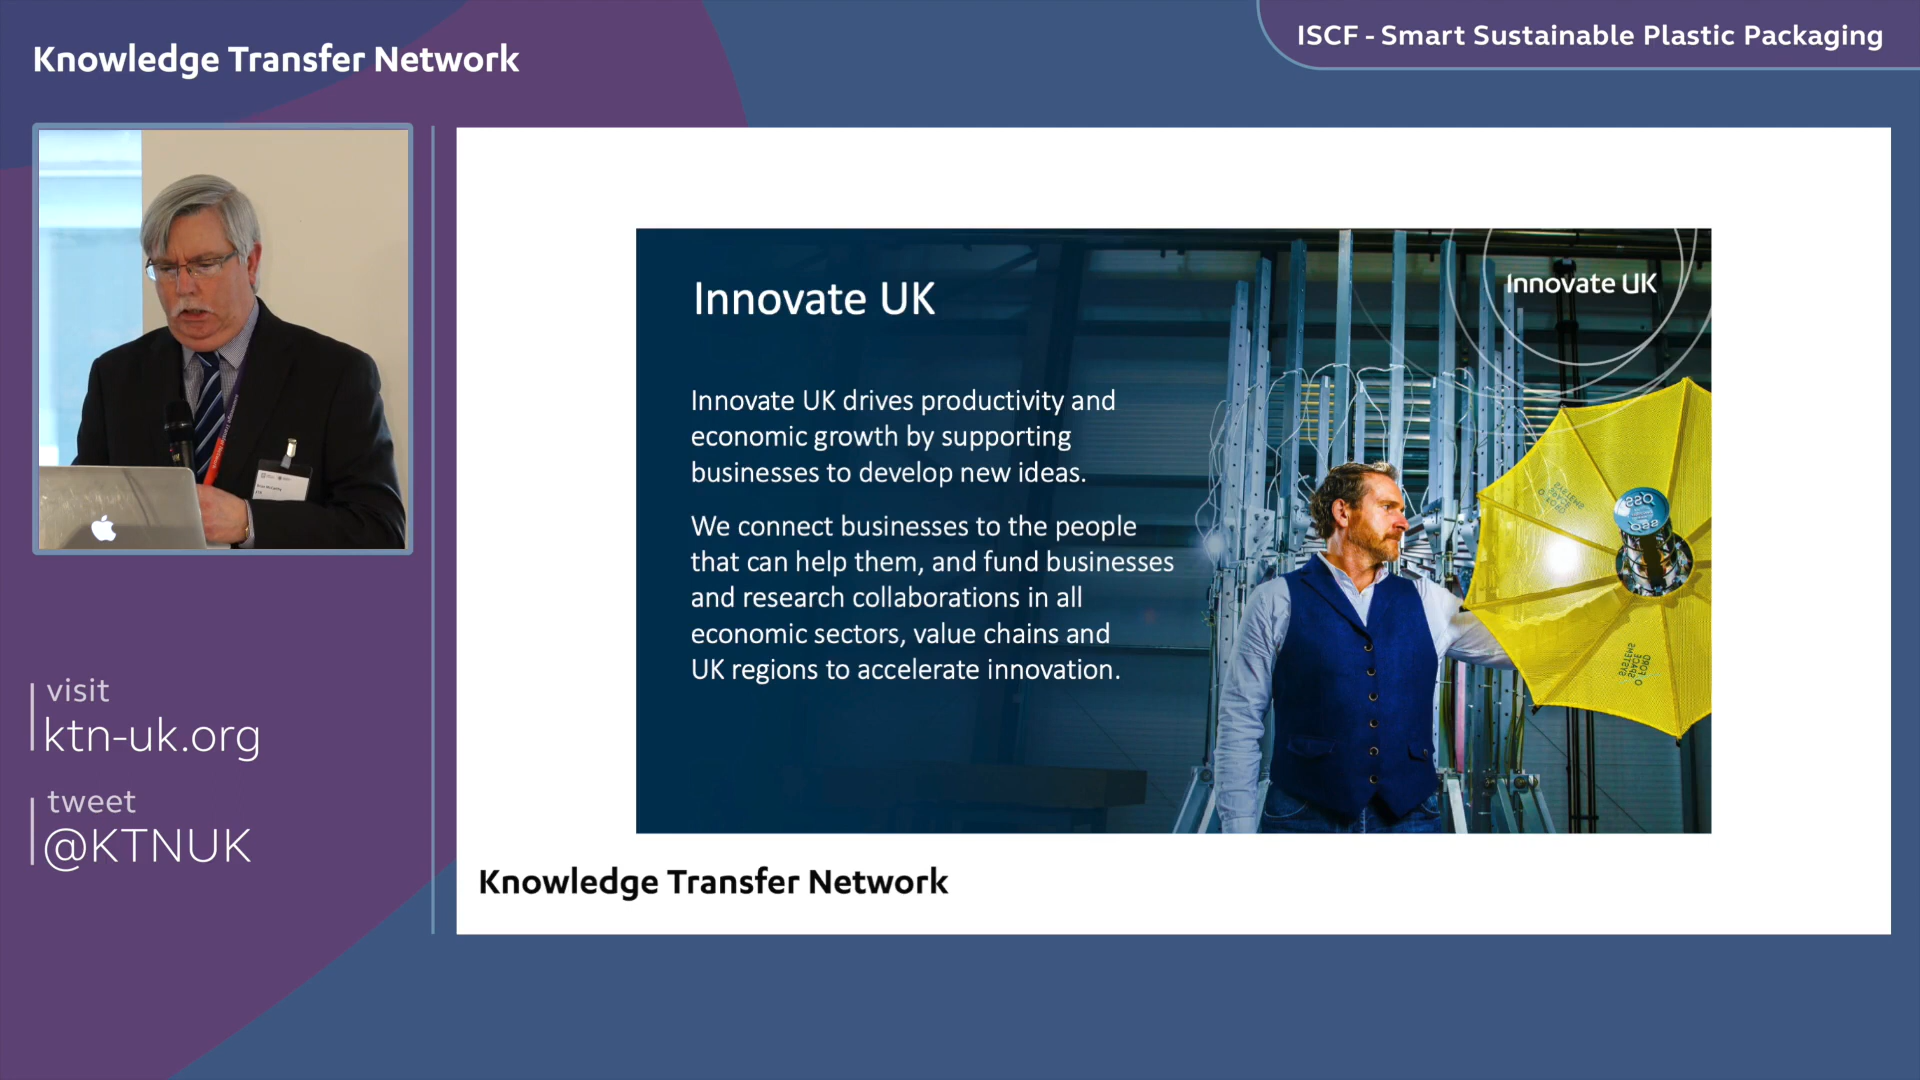 Knowledge Transfer Network
ISCF - Smart Sustainable Plastic Packaging
Innovate UK
Innovate UK
Innovate UK drives productivity and
economic growth by supporting
businesses to develop new ideas.
We connect businesses to the people
that can help them, and fund businesses
and research collaborations in all
economic sectors, value chains and
UK regions to accelerate innovation.
visit
ktn-uk.org
tweet
@KTNUK
Knowledge Transfer Network